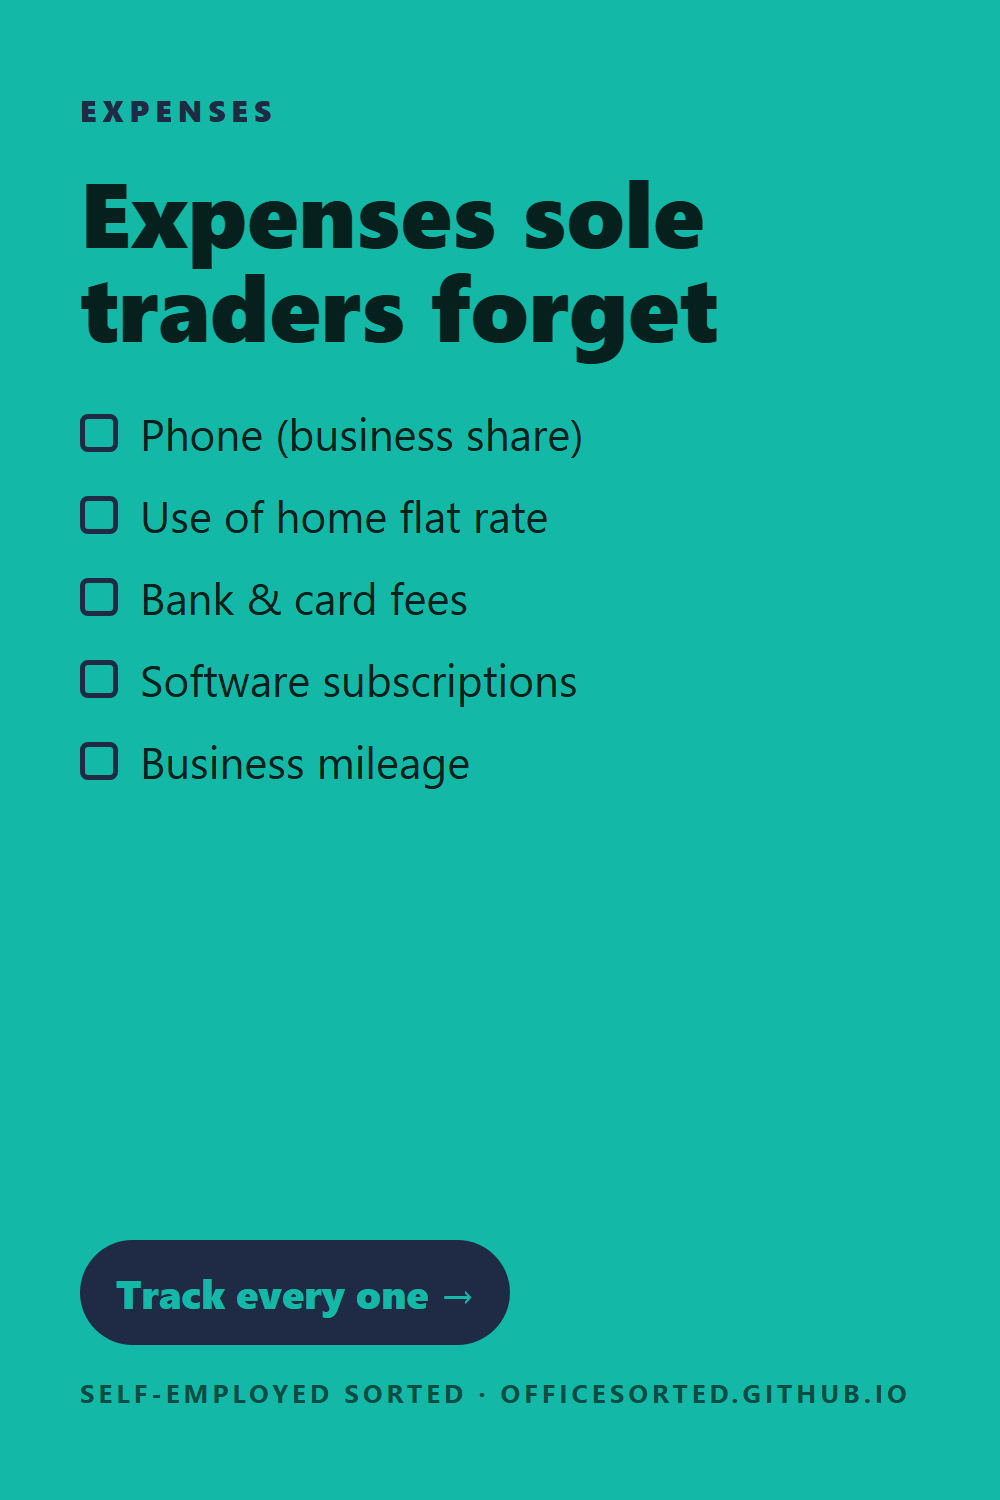 EXPENSES
Expenses sole
traders forget
Phone (business share)
Use of home flat rate
Bank & card fees
Software subscriptions
Business mileage
Track every one →
SELF-EMPLOYED SORTED · OFFICESORTED.GITHUB.IO